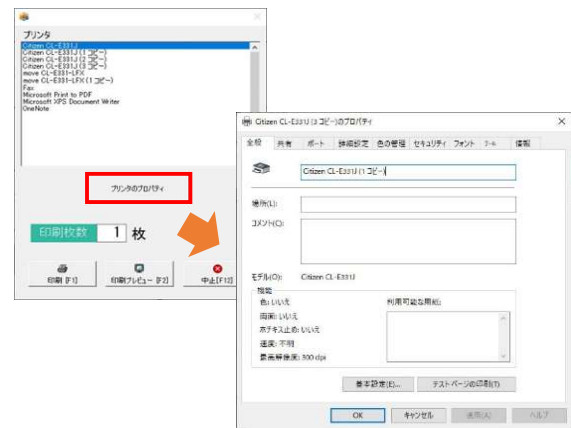 プリンタ
Citizen CL-E331J
Citizen CL-E331J (1 コピー)
Citizen CL-E331J (2 コピー)
Citizen CL-E331J (3 コピー)
move CL-E331-LFX
move CL-E331-LFX (1 コピー)
Fax
Microsoft Print to PDF
Microsoft XPS Document Writer
OneNote
プリンタのプロパティ
印刷枚数 1 枚
印刷 [F1] 印刷プレビュー [F2] 中止[F12]
Citizen CL-E331J (3 コピー)のプロパティ
全般 共有 ポート 詳細設定 色の管理 セキュリティ フォント ツール 情報
Citizen CL-E331J (1 コピー)
場所(L):
コメント(C):
モデル(O): Citizen CL-E331J
機能
色: いいえ 利用可能な用紙:
両面: いいえ
ホチキス止め: いいえ
速度: 不明
最高解像度: 300 dpi
基本設定(E)... テスト ページの印刷(T)
OK キャンセル 適用(A) ヘルプ